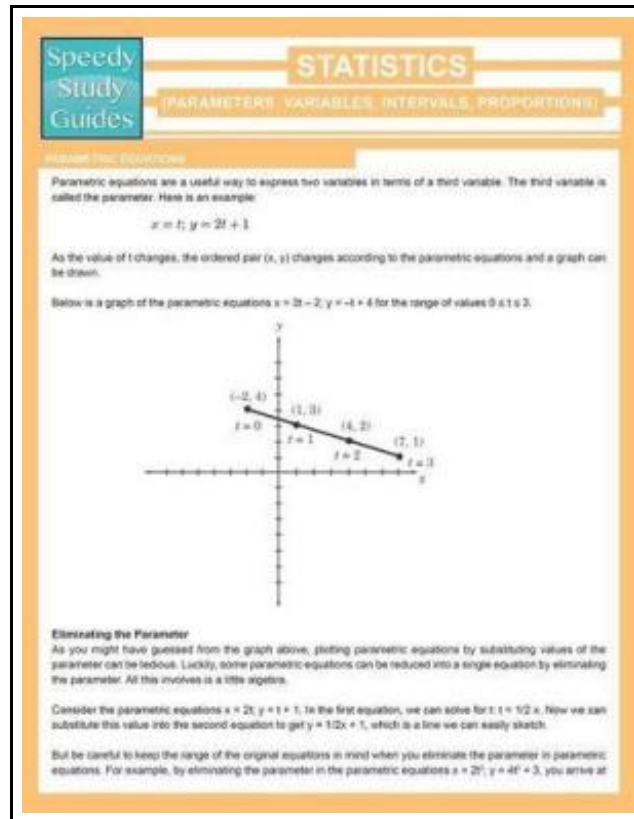 Speedy
Study
Guides
STATISTICS
(PARAMETERS, VARIABLES, INTERVALS, PROPORTIONS)
PARAMETRIC EQUATIONS
Parametric equations are a useful way to express two variables in terms of a third variable. The third variable is
called the parameter. Here is an example:
x = t; y = 2t + 1
As the value of t changes, the ordered pair (x, y) changes according to the parametric equations and a graph can
be drawn.
Below is a graph of the parametric equations x = 3t – 2; y = –t + 4 for the range of values 0 ≤ t ≤ 3.
y
(–2, 4)
(1, 3)
(4, 2)
(7, 1)
t = 0
t = 1
t = 2
t = 3
x
Eliminating the Parameter
As you might have guessed from the graph above, plotting parametric equations by substituting values of the
parameter can be tedious. Luckily, some parametric equations can be reduced into a single equation by eliminating
the parameter. All this involves is a little algebra.
Consider the parametric equations x = 2t; y = t + 1. In the first equation, we can solve for t: t = 1/2 x. Now we can
substitute this value into the second equation to get y = 1/2x + 1, which is a line we can easily sketch.
But be careful to keep the range of the original equations in mind when you eliminate the parameter in parametric
equations. For example, by eliminating the parameter in the parametric equations x = 2t²; y = 4t² + 3, you arrive at